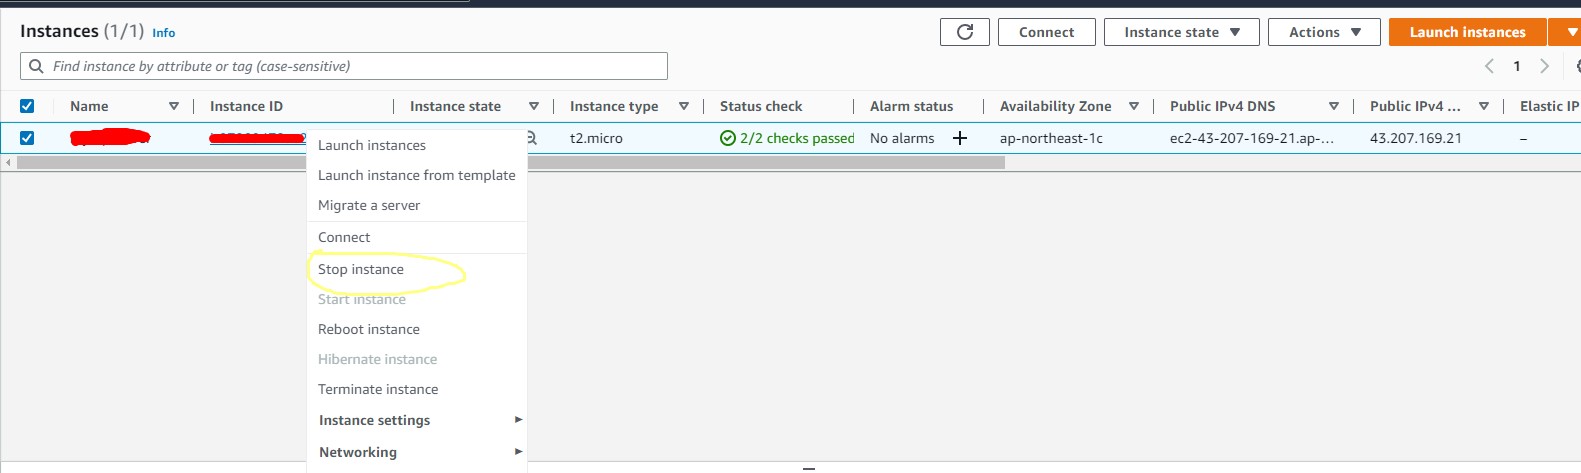 Instances (1/1) Info
Connect
Instance state
Actions
Launch instances
Find instance by attribute or tag (case-sensitive)
1
Name Instance ID Instance state Instance type Status check Alarm status Availability Zone Public IPv4 DNS Public IPv4 ... Elastic IP
t2.micro 2/2 checks passed No alarms ap-northeast-1c ec2-43-207-169-21.ap-... 43.207.169.21 –
Launch instances
Launch instance from template
Migrate a server
Connect
Stop instance
Start instance
Reboot instance
Hibernate instance
Terminate instance
Instance settings
Networking